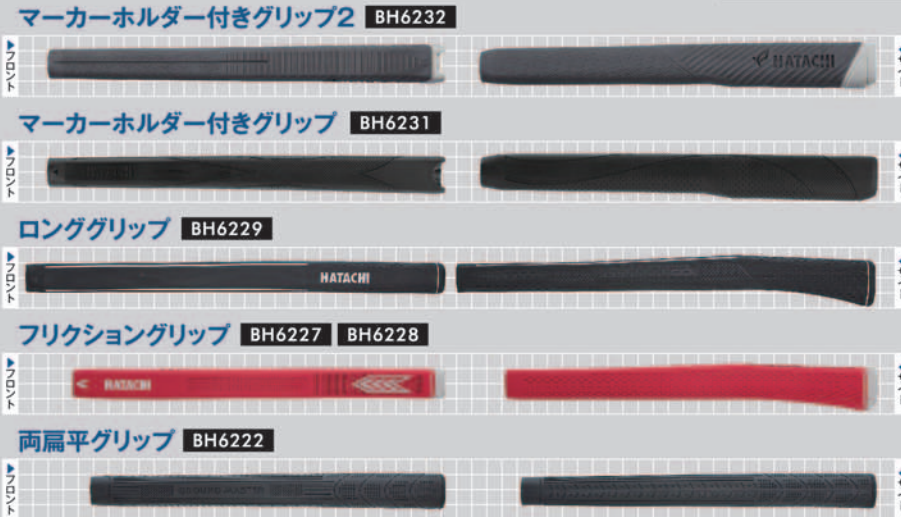 マーカーホルダー付きグリップ2 BH6232
▶フロント
HATACHI
マーカーホルダー付きグリップ BH6231
▶フロント
ロンググリップ BH6229
▶フロント
HATACHI
フリクショングリップ BH6227 BH6228
▶フロント
HATACHI
両扁平グリップ BH6222
▶フロント